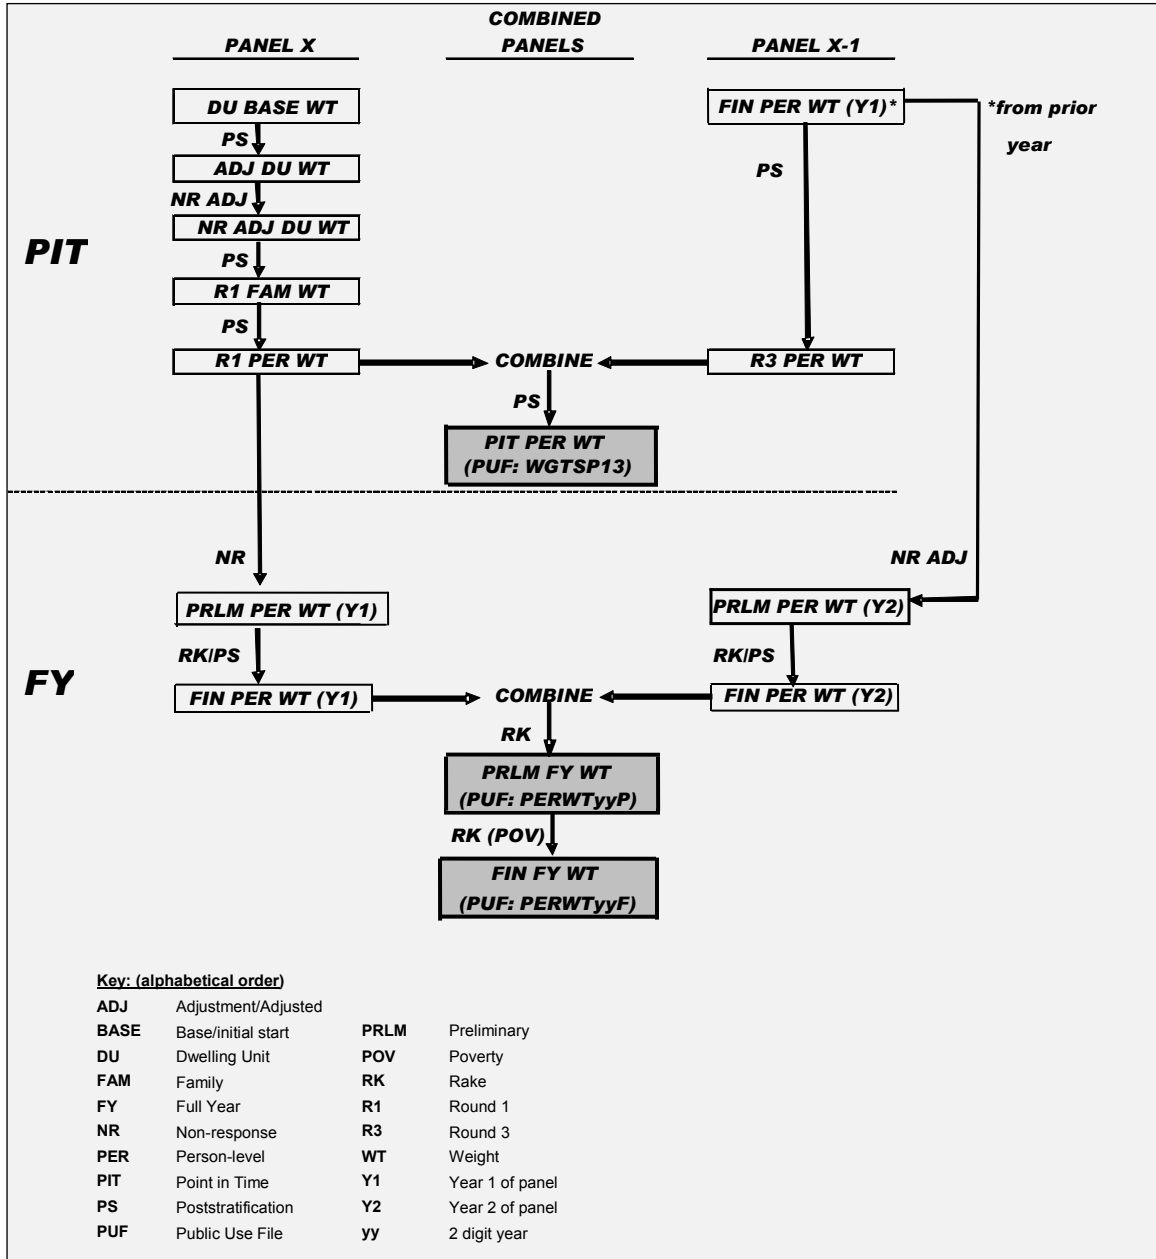 COMBINED
PANEL X PANELS PANEL X-1
DU BASE WT FIN PER WT (Y1)* *from prior
year
PS
ADJ DU WT PS
NR ADJ
NR ADJ DU WT
PIT
PS
R1 FAM WT
PS
R1 PER WT COMBINE R3 PER WT
PS
PIT PER WT
(PUF: WGTSP13)
NR NR ADJ
PRLM PER WT (Y1) PRLM PER WT (Y2)
RK/PS RK/PS
FY
FIN PER WT (Y1) COMBINE FIN PER WT (Y2)
RK
PRLM FY WT
(PUF: PERWTyyP)
RK (POV)
FIN FY WT
(PUF: PERWTyyF)
Key: (alphabetical order)
ADJ Adjustment/Adjusted
BASE Base/initial start PRLM Preliminary
DU Dwelling Unit POV Poverty
FAM Family RK Rake
FY Full Year R1 Round 1
NR Non-response R3 Round 3
PER Person-level WT Weight
PIT Point in Time Y1 Year 1 of panel
PS Poststratification Y2 Year 2 of panel
PUF Public Use File yy 2 digit year